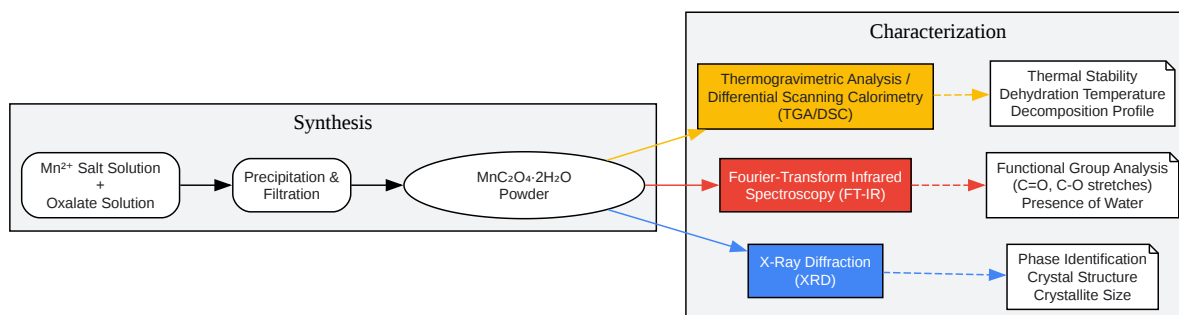 Synthesis
Mn²⁺ Salt Solution
+
Oxalate Solution
Precipitation &
Filtration
MnC₂O₄·2H₂O
Powder
Characterization
Thermogravimetric Analysis /
Differential Scanning Calorimetry
(TGA/DSC)
Thermal Stability
Dehydration Temperature
Decomposition Profile
Fourier-Transform Infrared
Spectroscopy (FT-IR)
Functional Group Analysis
(C=O, C-O stretches)
Presence of Water
X-Ray Diffraction
(XRD)
Phase Identification
Crystal Structure
Crystallite Size